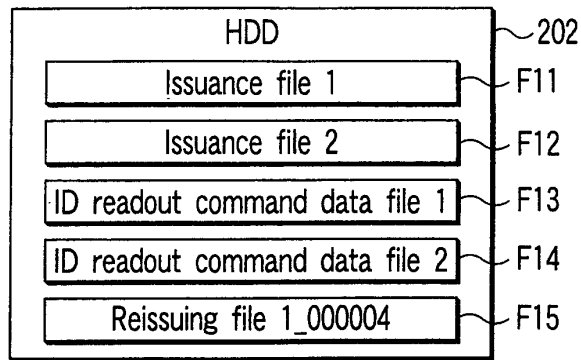 HDD 202
Issuance file 1 F11
Issuance file 2 F12
ID readout command data file 1 F13
ID readout command data file 2 F14
Reissuing file 1_000004 F15